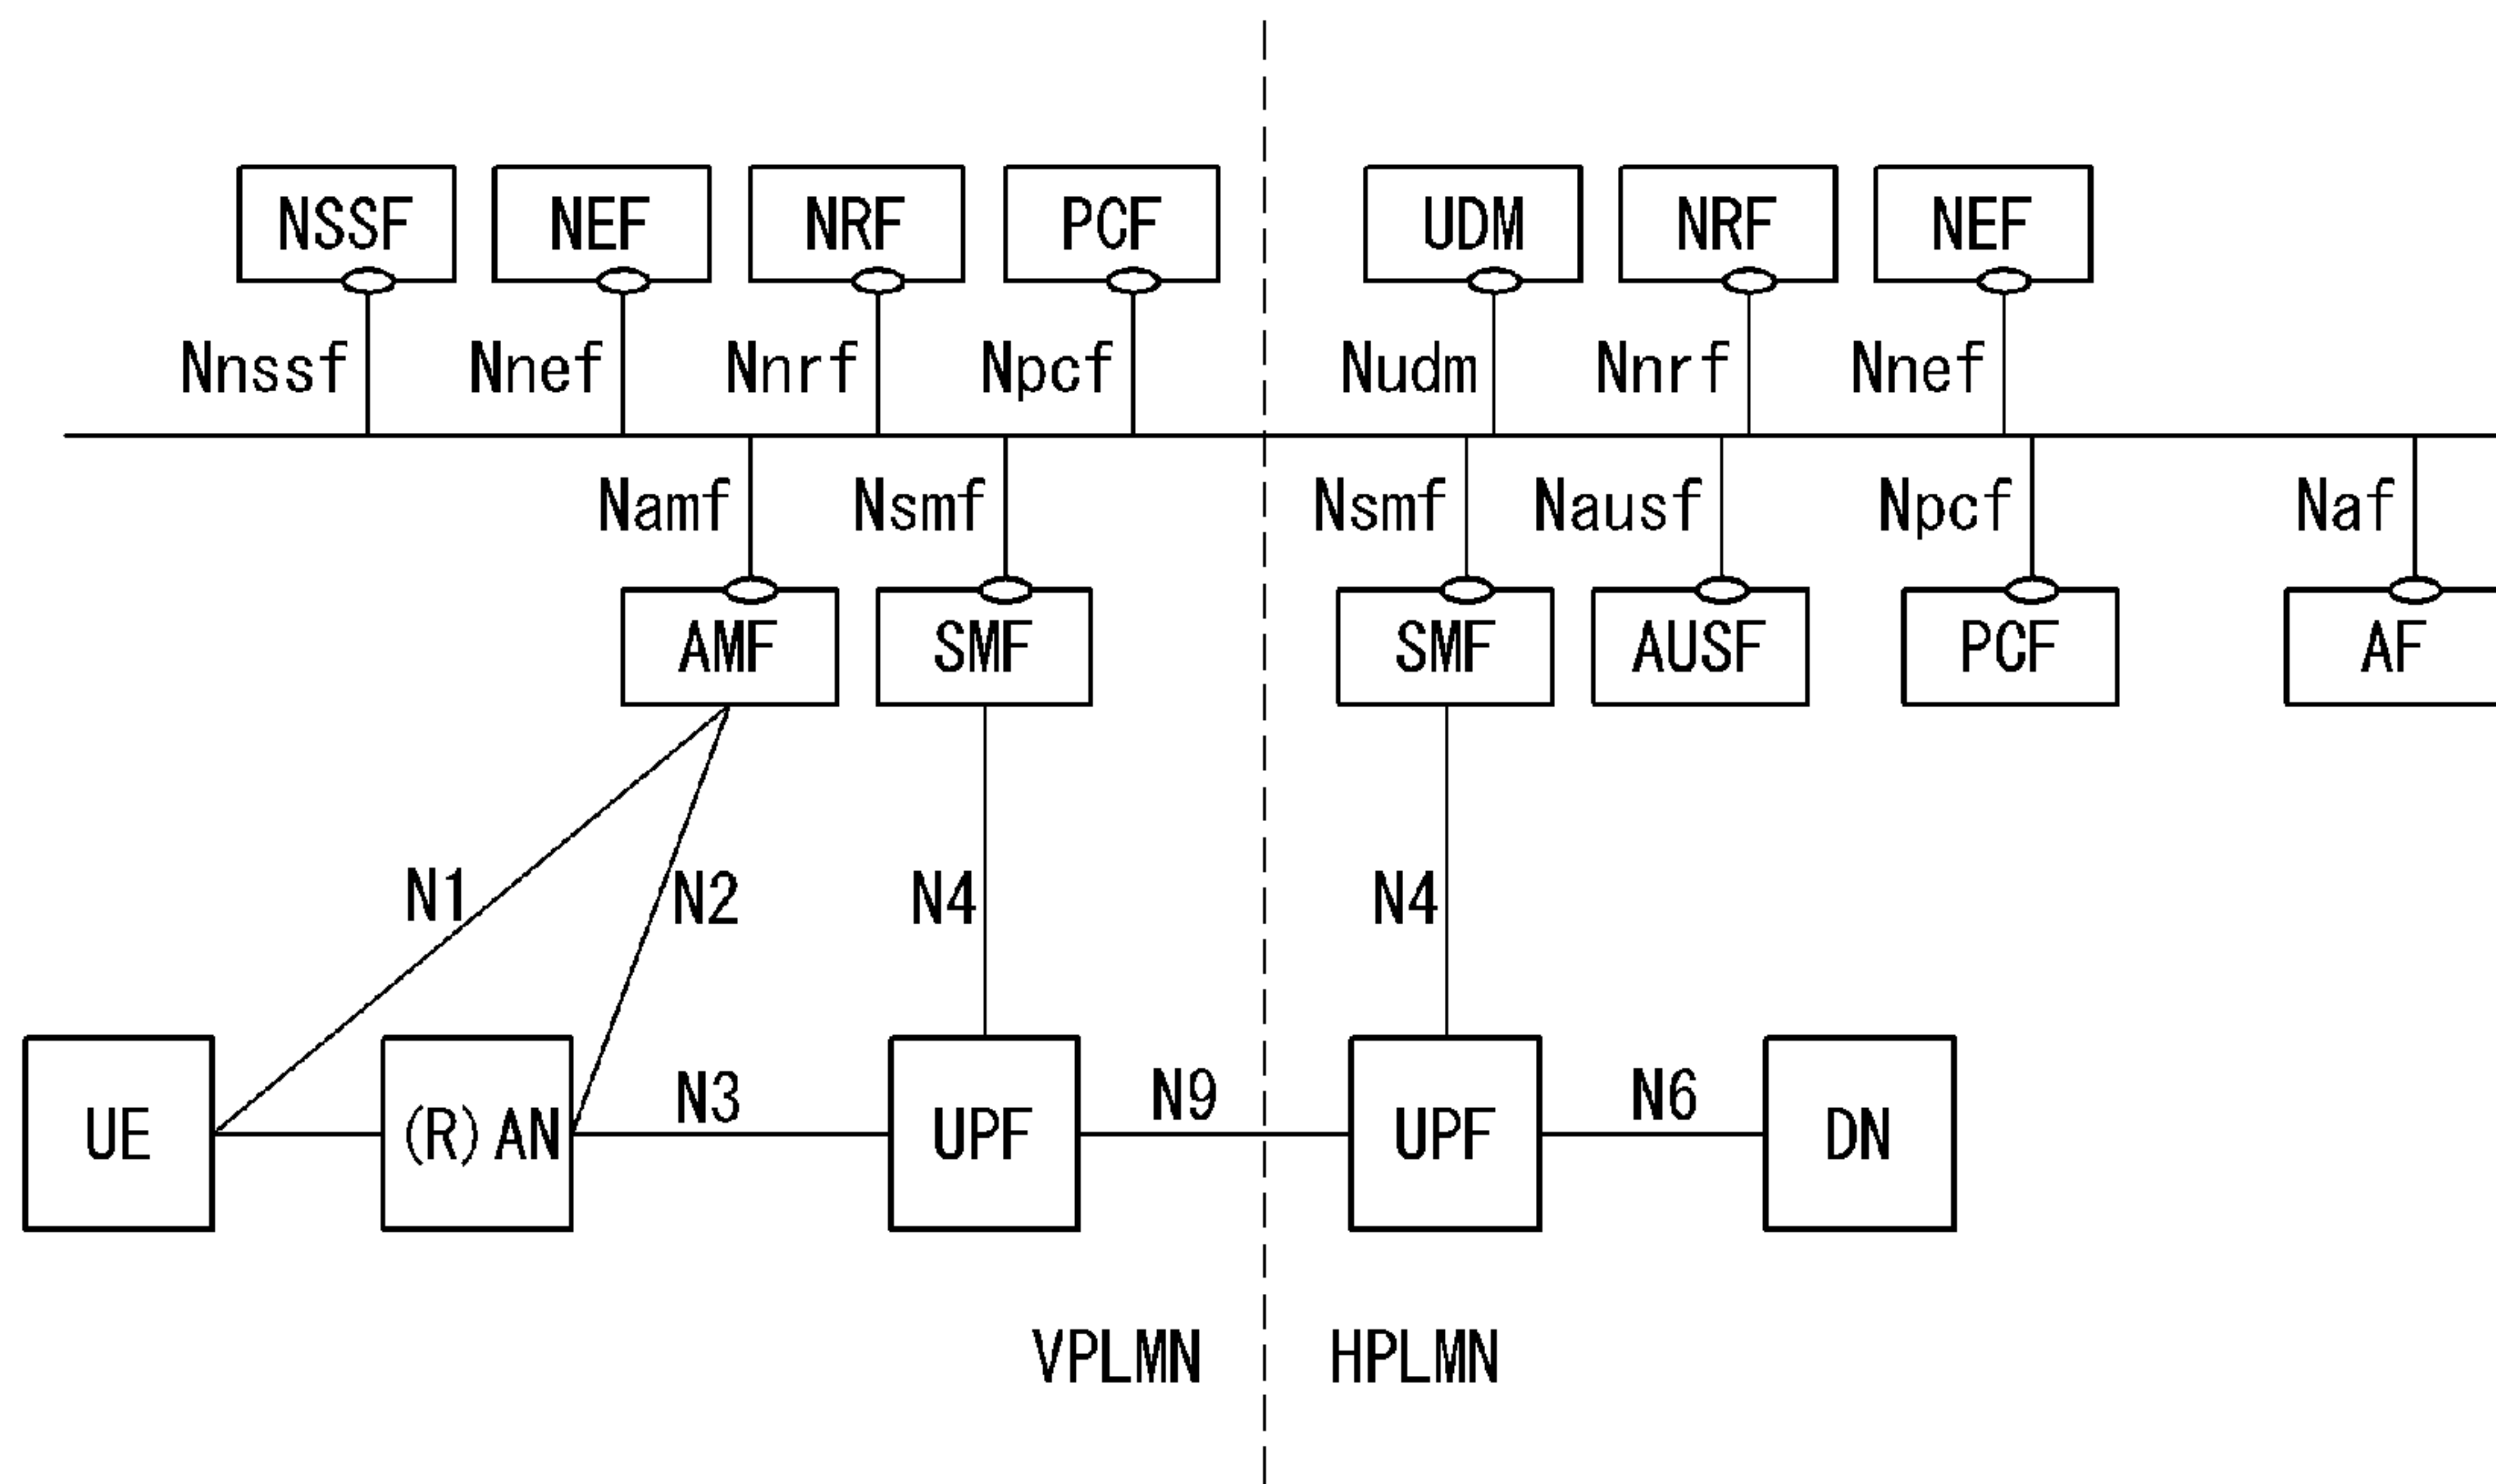 NSSF NEF NRF PCF UDM NRF NEF
Nnssf Nnef Nnrf Npcf Nudm Nnrf Nnef
Namf Nsmf Nsmf Nausf Npcf Naf
AMF SMF SMF AUSF PCF AF
N1 N2 N4 N4
N3 N9 N6
UE (R)AN UPF UPF DN
VPLMN HPLMN